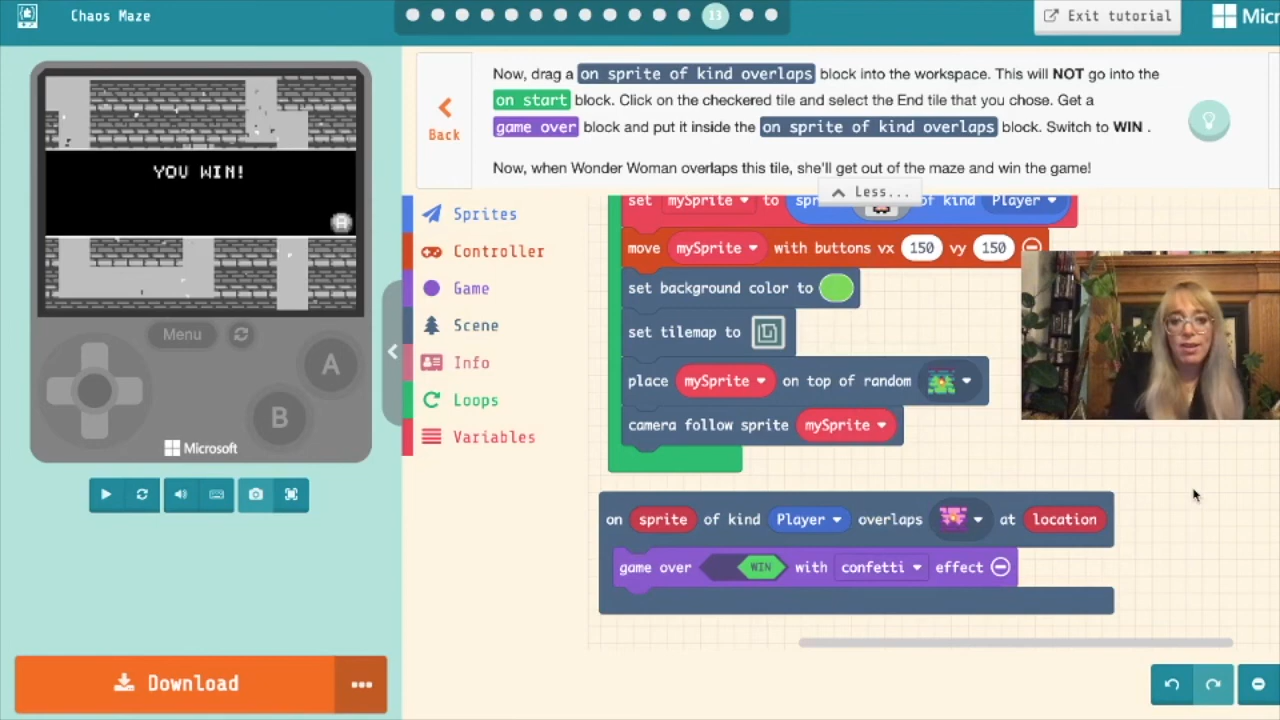 Chaos Maze
13
Exit tutorial
Micr
Back
Now, drag a on sprite of kind overlaps block into the workspace. This will NOT go into the
on start block. Click on the checkered tile and select the End tile that you chose. Get a
game over block and put it inside the on sprite of kind overlaps block. Switch to WIN .
Now, when Wonder Woman overlaps this tile, she'll get out of the maze and win the game!
Less...
YOU WIN!
A
Menu
A
B
Microsoft
Download
Sprites
Controller
Game
Scene
Info
Loops
Variables
set mySprite to spr of kind Player
move mySprite with buttons vx 150 vy 150
set background color to
set tilemap to
place mySprite on top of random
camera follow sprite mySprite
on sprite of kind Player overlaps at location
game over WIN with confetti effect